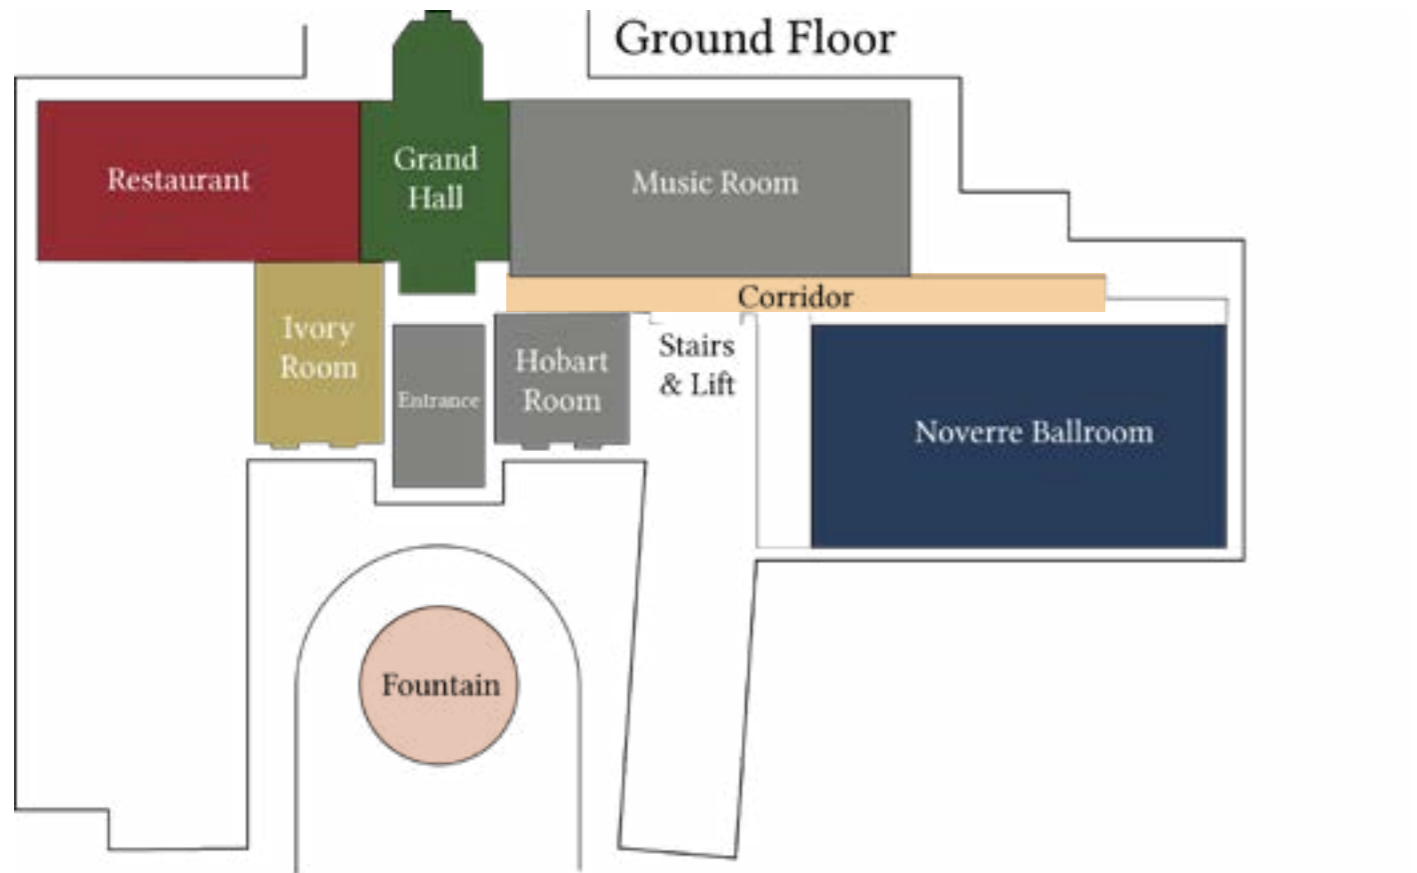 Ground Floor
Restaurant
Grand
Hall
Music Room
Corridor
Ivory
Room
Entrance
Hobart
Room
Stairs
& Lift
Noverre Ballroom
Fountain